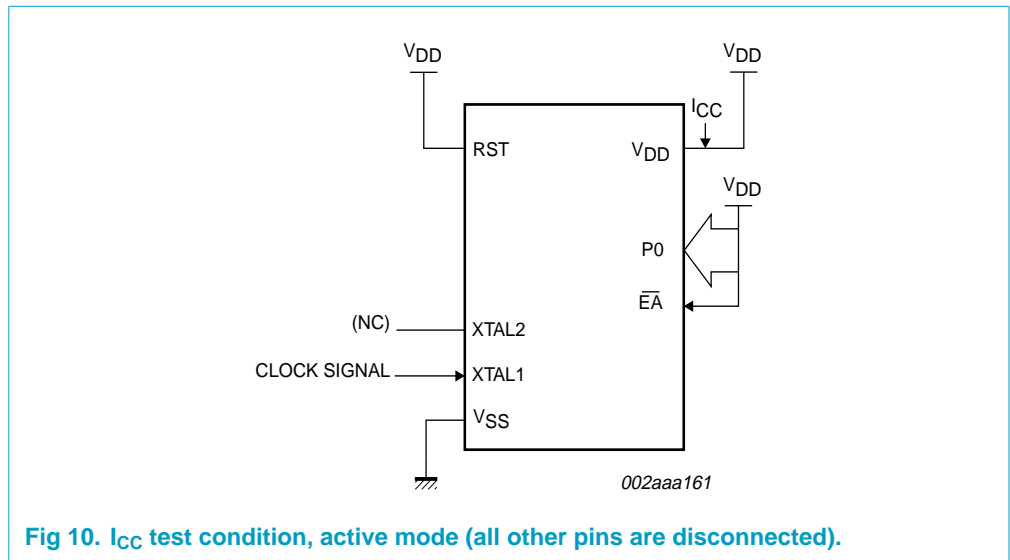 VDD
VDD
ICC
RST
VDD
VDD
P0
EA
(NC)
XTAL2
CLOCK SIGNAL
XTAL1
VSS
002aaa161
Fig 10. ICC test condition, active mode (all other pins are disconnected).